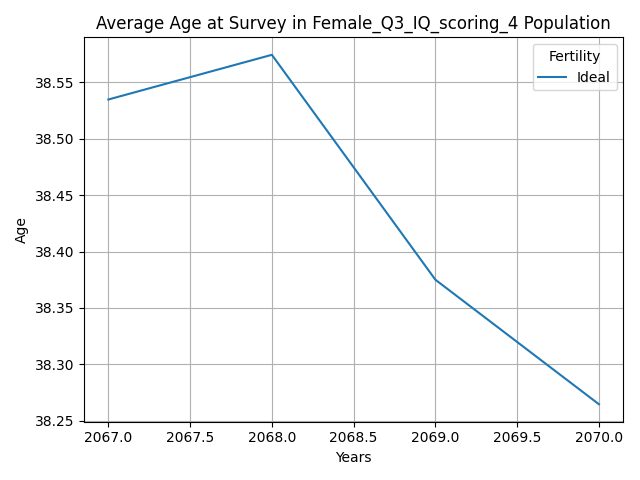 Average Age at Survey in Female_Q3_IQ_scoring_4 Population
Fertility
Ideal
38.55
38.50
38.45
38.40
38.35
38.30
38.25
Age
2067.0 2067.5 2068.0 2068.5 2069.0 2069.5 2070.0
Years